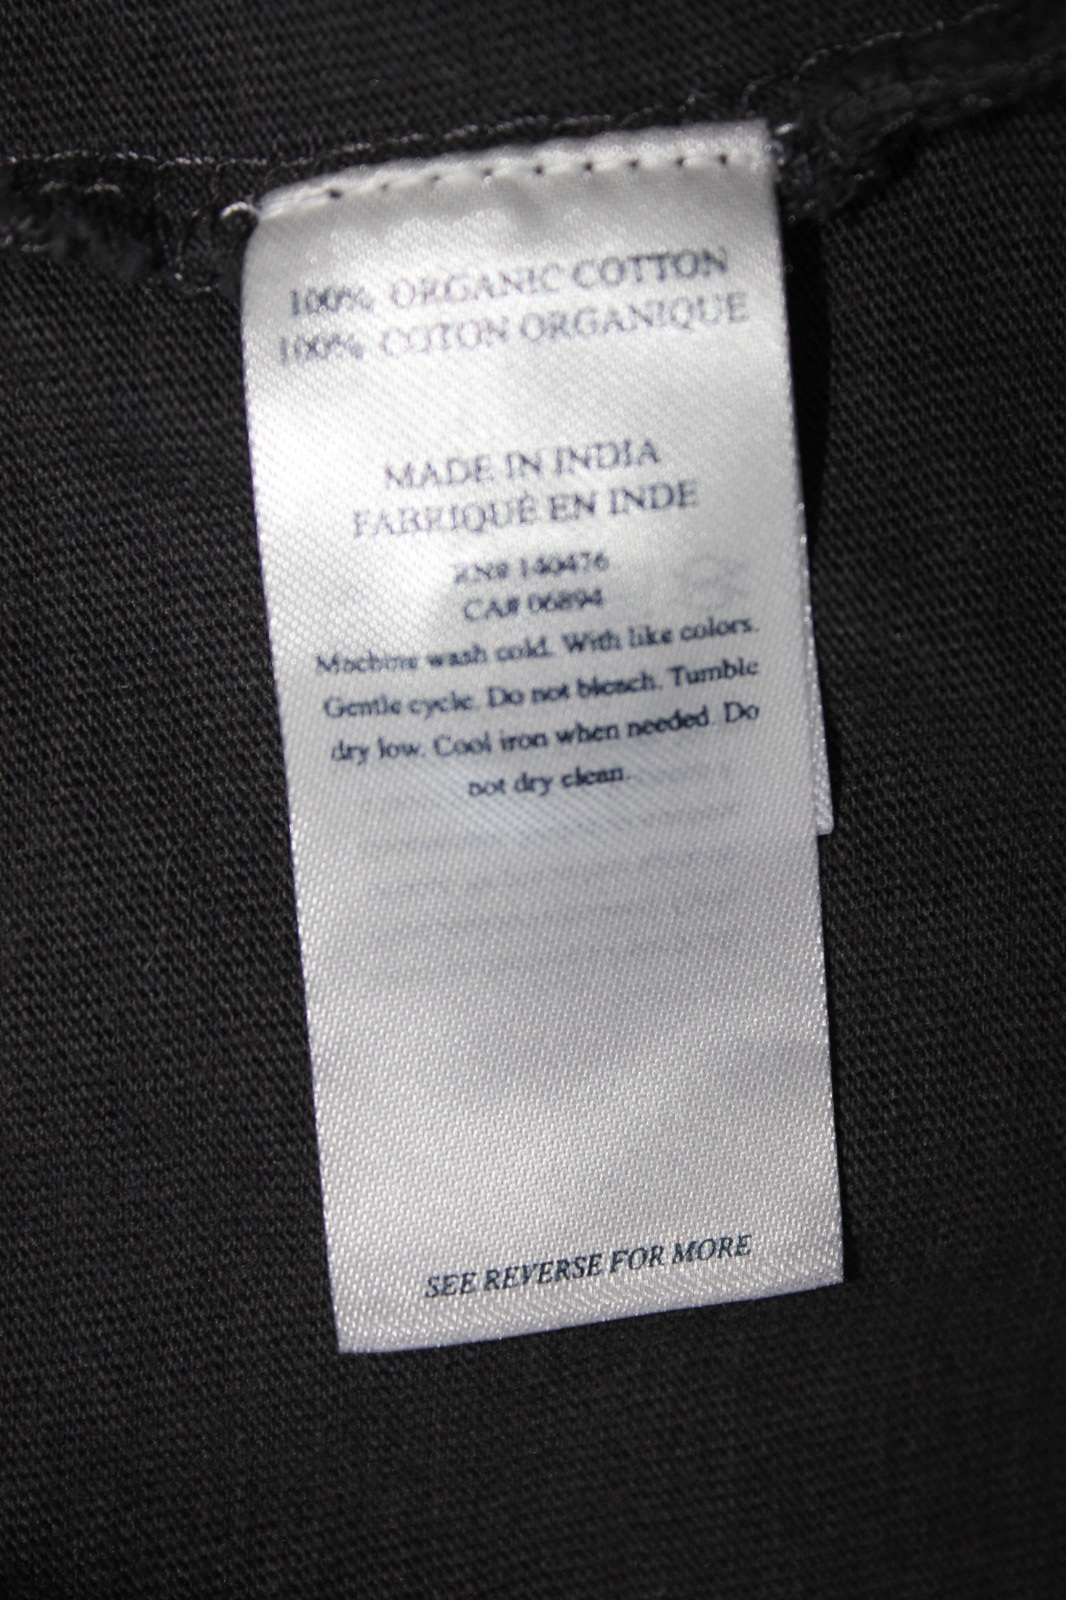 100% ORGANIC COTTON
100% COTON ORGANIQUE
MADE IN INDIA
FABRIQUÉ EN INDE
RN# 140476
CA# 06894
Machine wash cold. With like colors.
Gentle cycle. Do not bleach. Tumble
dry low. Cool iron when needed. Do
not dry clean.
SEE REVERSE FOR MORE